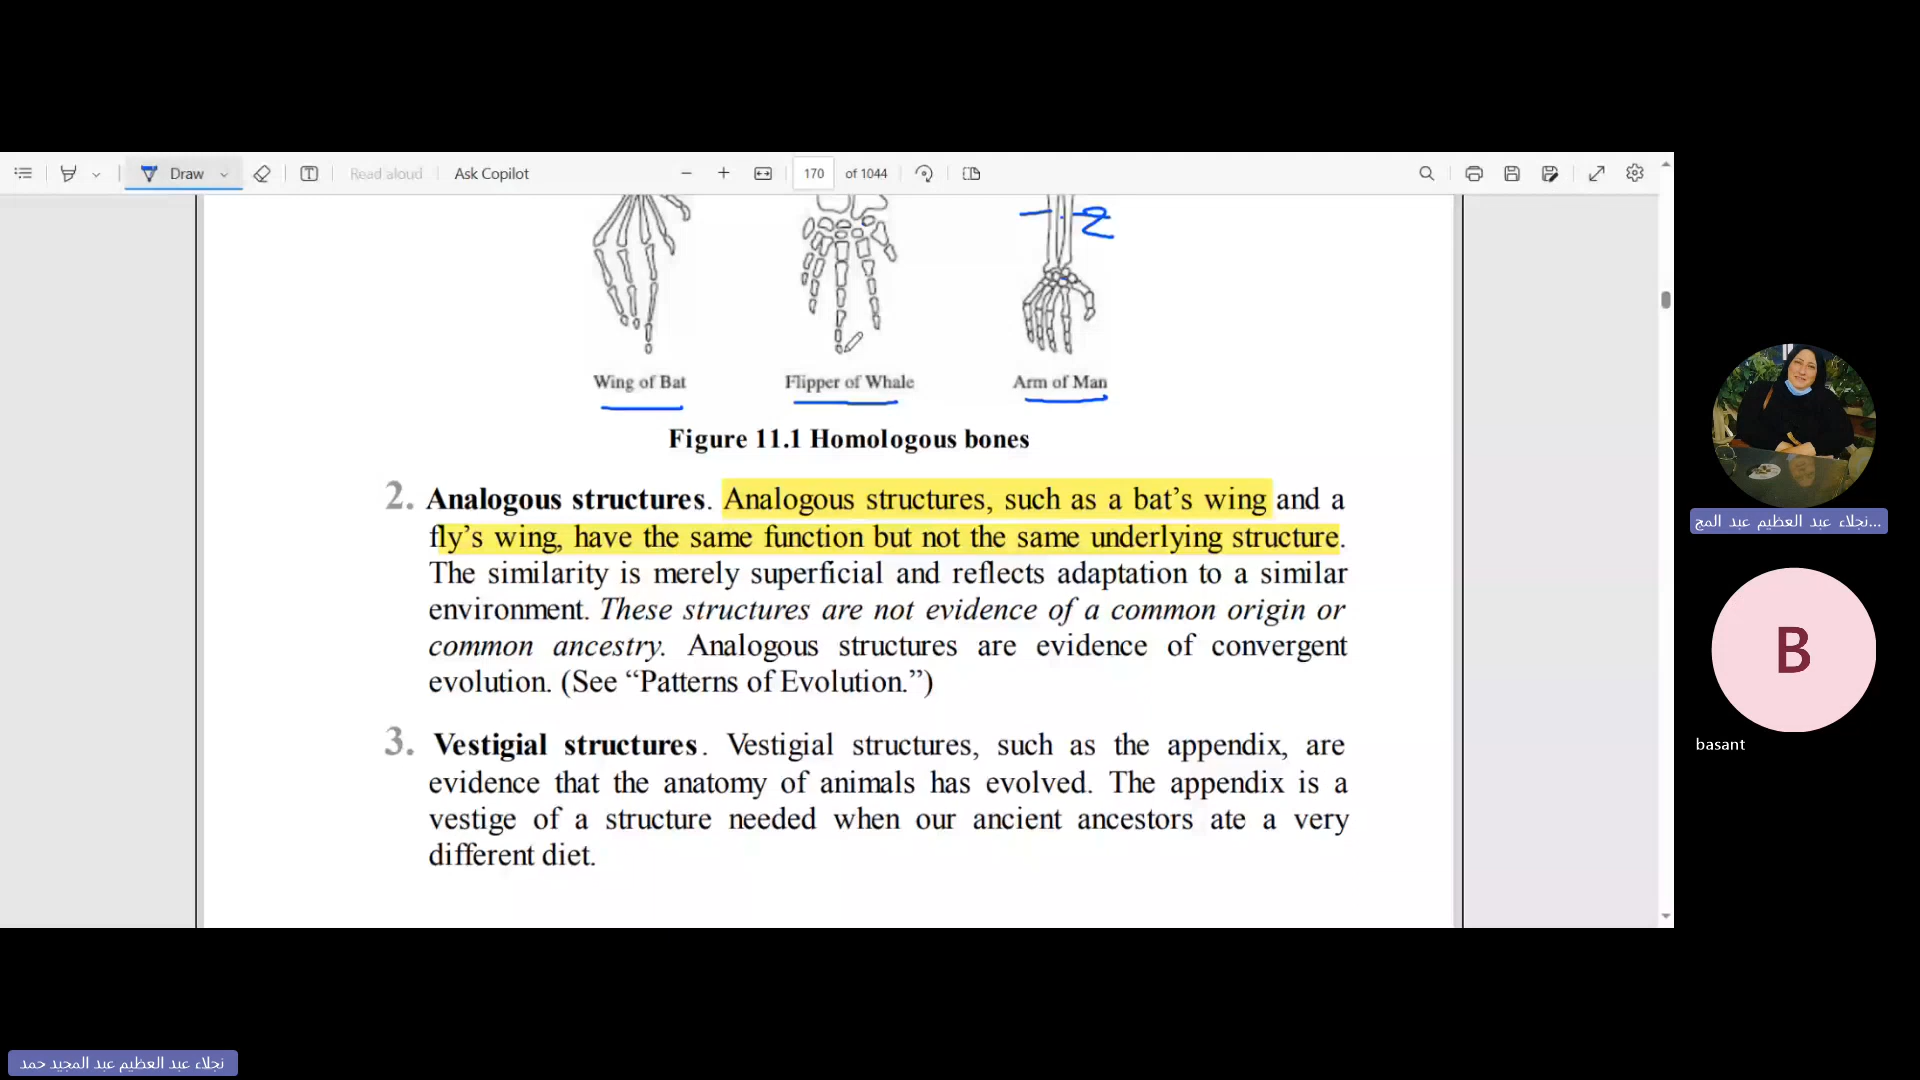 Draw
Read aloud
Ask Copilot
170 of 1044
2
Wing of Bat
Flipper of Whale
Arm of Man
Figure 11.1 Homologous bones
2. Analogous structures. Analogous structures, such as a bat’s wing and a
fly’s wing, have the same function but not the same underlying structure.
The similarity is merely superficial and reflects adaptation to a similar
environment. These structures are not evidence of a common origin or
common ancestry. Analogous structures are evidence of convergent
evolution. (See “Patterns of Evolution.”)
3. Vestigial structures. Vestigial structures, such as the appendix, are
evidence that the anatomy of animals has evolved. The appendix is a
vestige of a structure needed when our ancient ancestors ate a very
different diet.
نجلاء عبد العظيم عبد المج...
B
basant
نجلاء عبد العظيم عبد المجيد حمد